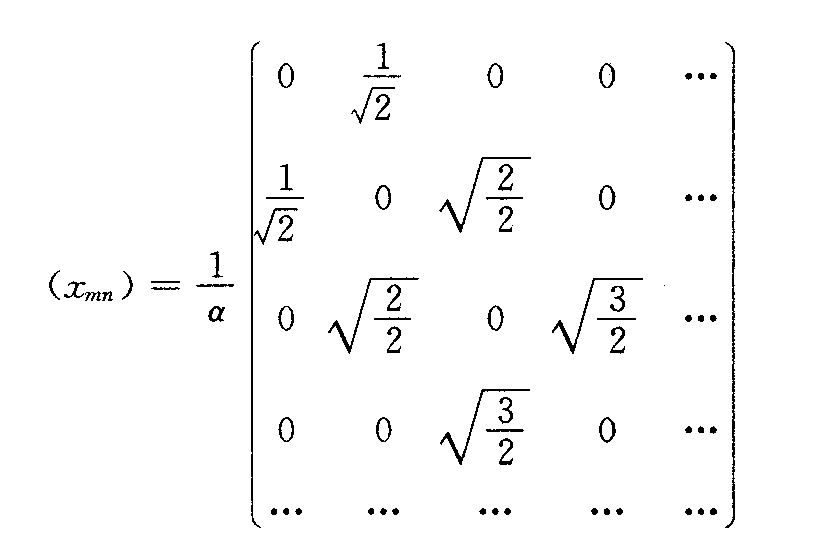 0 1/√2 0 0 …
1/√2 0 √(2/2) 0 …
(xₘₙ) = 1/α
0 √(2/2) 0 √(3/2) …
0 0 √(3/2) 0 …
… … … … …